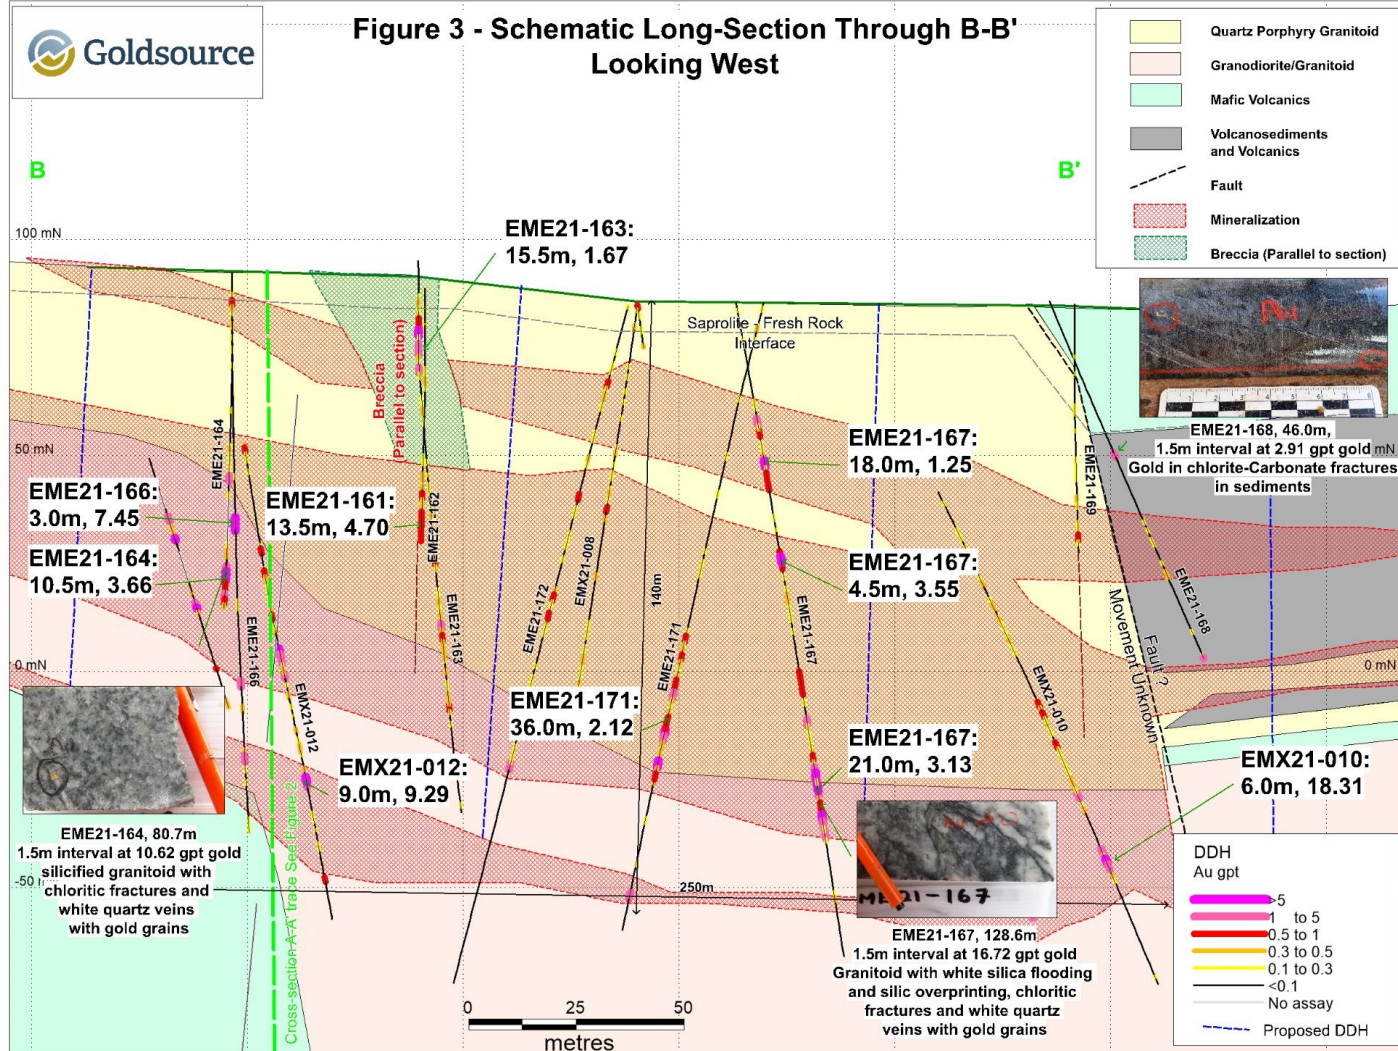 Goldsource
Figure 3 - Schematic Long-Section Through B-B'
Looking West
Quartz Porphyry Granitoid
Granodiorite/Granitoid
Mafic Volcanics
Volcanosediments
and Volcanics
Fault
Mineralization
Breccia (Parallel to section)
B
B'
100 mN
EME21-163:
15.5m, 1.67
Saprolite - Fresh Rock
Interface
Breccia
(Parallel to section)
EME21-164
50 mN
EME21-166:
3.0m, 7.45
EME21-164:
10.5m, 3.66
EME21-161:
13.5m, 4.70
EME21-162
EME21-163
EME21-172
EMX21-008
140m
EME21-171
EME21-167:
18.0m, 1.25
EME21-167:
4.5m, 3.55
EME21-167
EME21-169
EME21-168
1 2 3 4 5 6 7 8
EME21-168, 46.0m,
1.5m interval at 2.91 gpt gold
mN
Gold in chlorite-Carbonate fractures
in sediments
Fault ?
Movement Unknown
0 mN
0 mN
EME21-166
EMX21-012
EME21-171:
36.0m, 2.12
EME21-167:
21.0m, 3.13
EMX21-010
EMX21-010:
6.0m, 18.31
EMX21-012:
9.0m, 9.29
EME21-164, 80.7m
1.5m interval at 10.62 gpt gold
silicified granitoid with
chloritic fractures and
white quartz veins
with gold grains
-50
Cross-section A-A' trace See Figure 2
250m
21-167
EME21-167, 128.6m
1.5m interval at 16.72 gpt gold
Granitoid with white silica flooding
and silic overprinting, chloritic
fractures and white quartz
veins with gold grains
0 25 50
metres
DDH
Au gpt
>5
1 to 5
0.5 to 1
0.3 to 0.5
0.1 to 0.3
<0.1
No assay
Proposed DDH